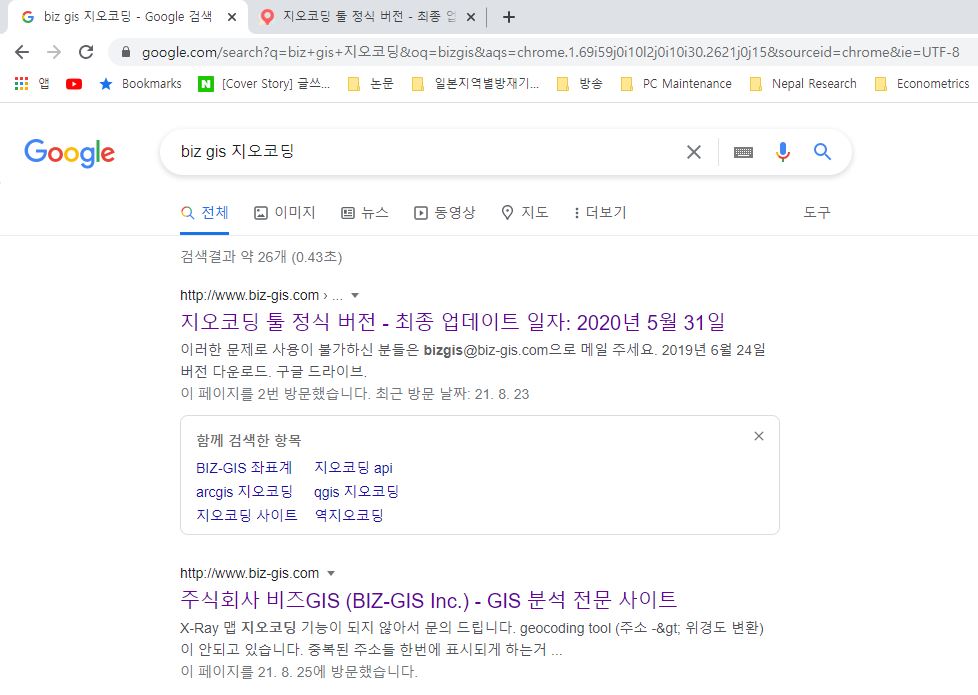 biz gis 지오코딩 - Google 검색
지오코딩 툴 정식 버전 - 최종 업
google.com/search?q=biz+gis+지오코딩&oq=bizgis&aqs=chrome.1.69i59j0i10l2j0i10i30.2621j0j15&sourceid=chrome&ie=UTF-8
앱 Bookmarks [Cover Story] 글쓰... 논문 일본지역별방재기... 방송 PC Maintenance Nepal Research Econometrics
Google
biz gis 지오코딩
전체 이미지 뉴스 동영상 지도 더보기 도구
검색결과 약 26개 (0.43초)
http://www.biz-gis.com › ...
지오코딩 툴 정식 버전 - 최종 업데이트 일자: 2020년 5월 31일
이러한 문제로 사용이 불가하신 분들은 bizgis@biz-gis.com으로 메일 주세요. 2019년 6월 24일
버전 다운로드. 구글 드라이브.
이 페이지를 2번 방문했습니다. 최근 방문 날짜: 21. 8. 23
함께 검색한 항목
BIZ-GIS 좌표계 지오코딩 api
arcgis 지오코딩 qgis 지오코딩
지오코딩 사이트 역지오코딩
http://www.biz-gis.com
주식회사 비즈GIS (BIZ-GIS Inc.) - GIS 분석 전문 사이트
X-Ray 맵 지오코딩 기능이 되지 않아서 문의 드립니다. geocoding tool (주소 -&gt; 위경도 변환)
이 안되고 있습니다. 중복된 주소들 한번에 표시되게 하는거 ...
이 페이지를 21. 8. 25에 방문했습니다.